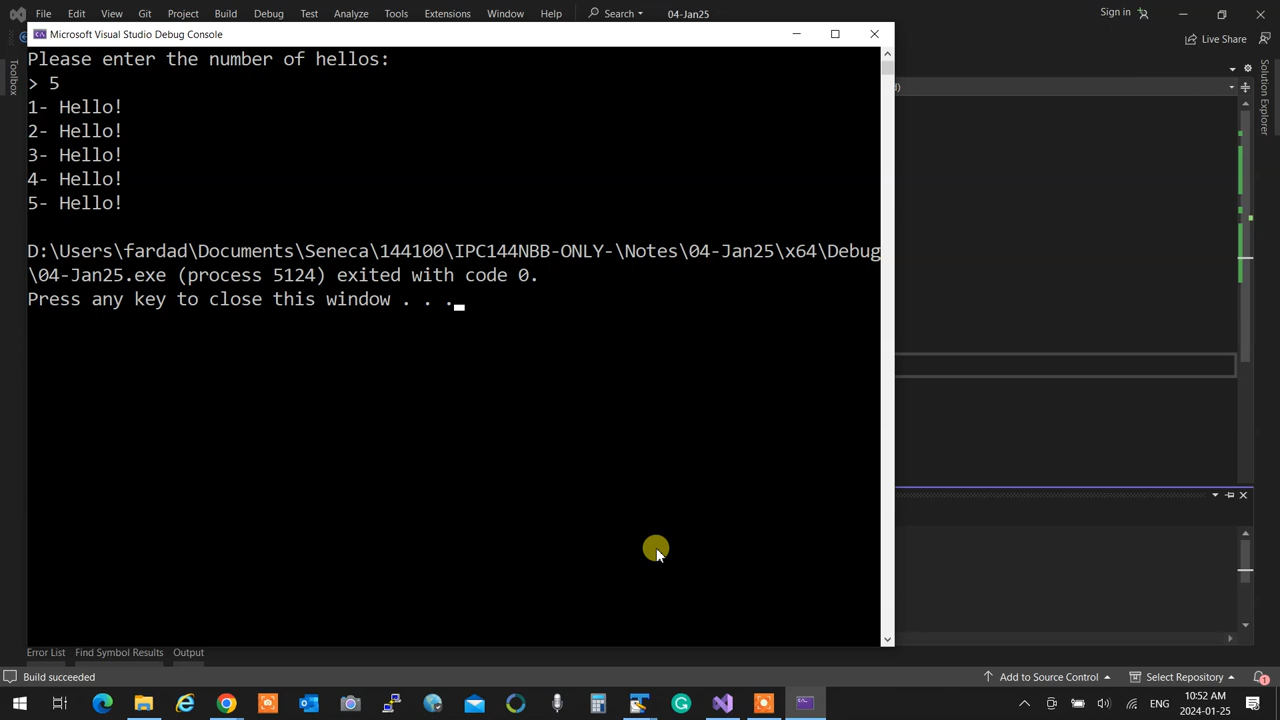 File Edit View Git Project Build Debug Test Analyze Tools Extensions Window Help Search 04-Jan25 Sign in
Microsoft Visual Studio Debug Console
Live Share
Toolbox
Solution Explorer
Please enter the number of hellos:
> 5
1- Hello!
2- Hello!
3- Hello!
4- Hello!
5- Hello!
D:\Users\fardad\Documents\Seneca\144100\IPC144NBB-ONLY-\Notes\04-Jan25\x64\Debug
\04-Jan25.exe (process 5124) exited with code 0.
Press any key to close this window . . .
Error List Find Symbol Results Output
Build succeeded Add to Source Control Select Repository 1
ENG 10:52 AM
2024-01-25